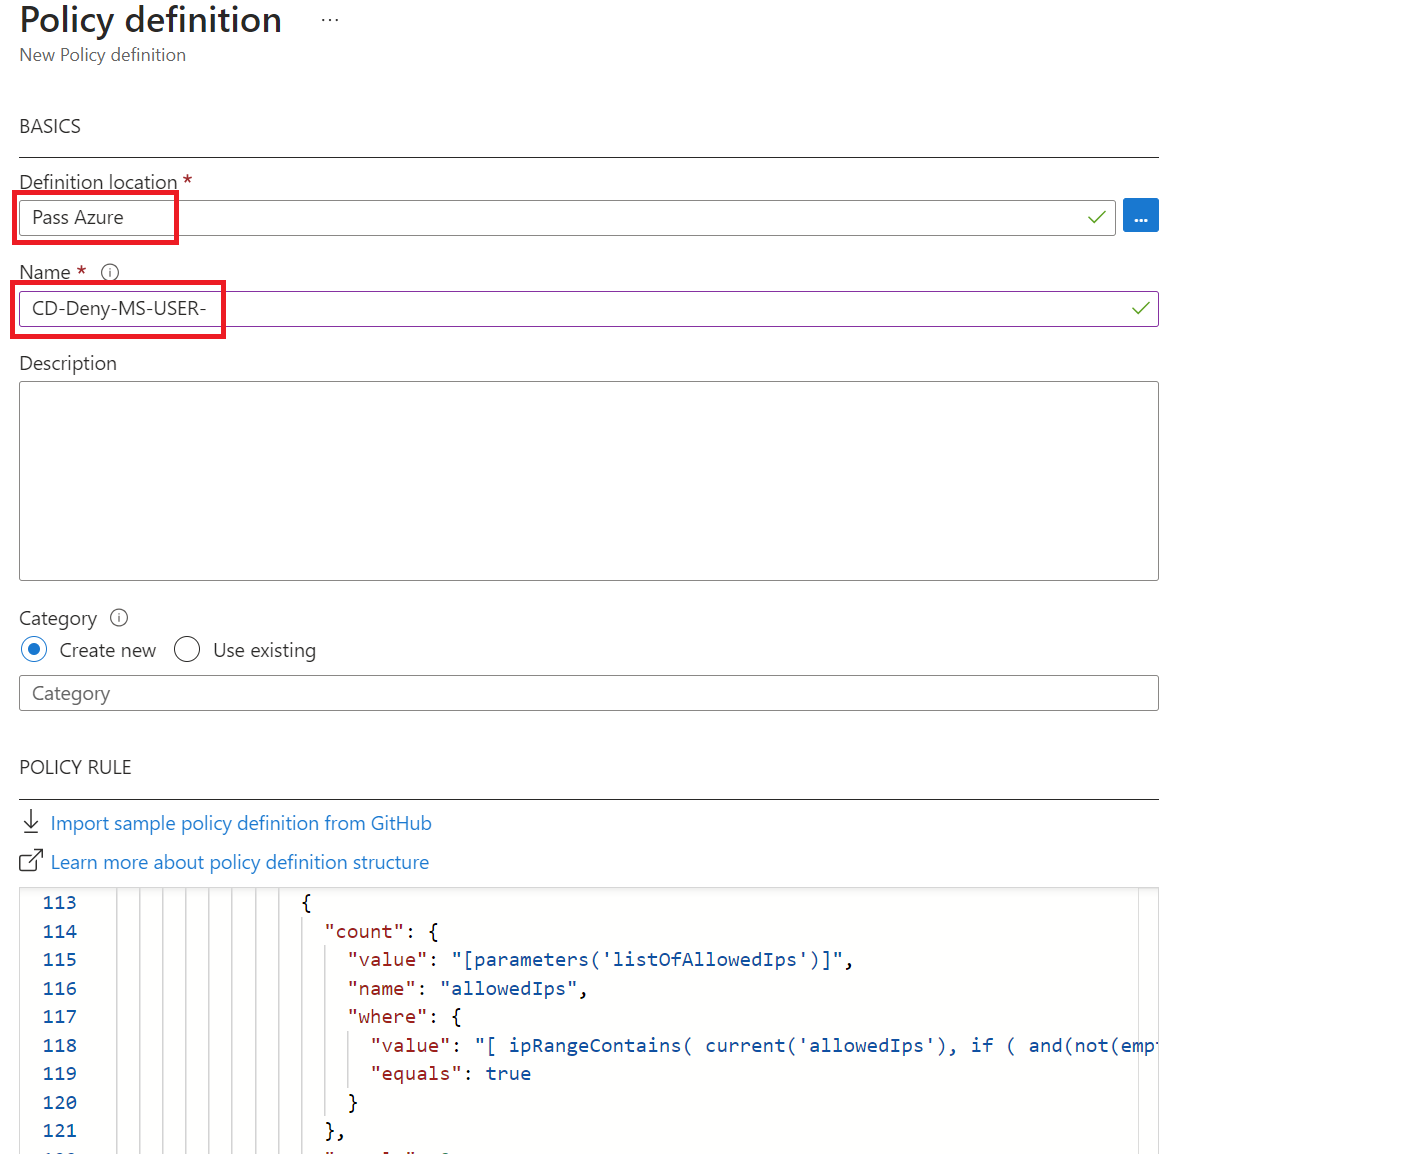 Policy definition ...
New Policy definition
BASICS
Definition location *
Pass Azure
...
Name *
CD-Deny-MS-USER-
Description
Category
Create new Use existing
Category
POLICY RULE
Import sample policy definition from GitHub
Learn more about policy definition structure
113 {
114 "count": {
115 "value": "[parameters('listOfAllowedIps')]",
116 "name": "allowedIps",
117 "where": {
118 "value": "[ ipRangeContains( current('allowedIps'), if ( and(not(emp
119 "equals": true
120 }
121 },